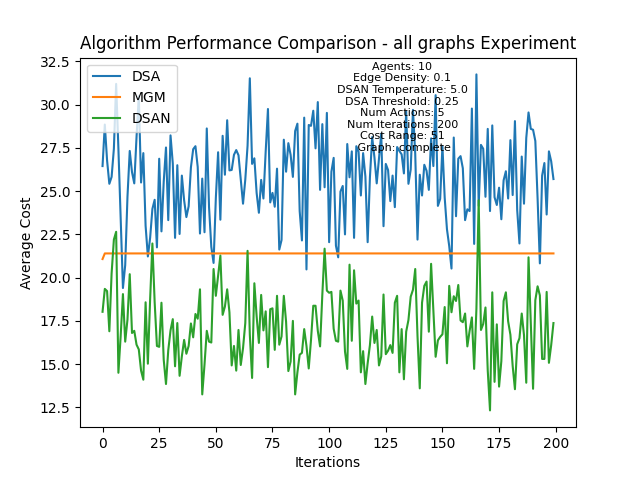 Algorithm Performance Comparison - all graphs Experiment
DSA
MGM
DSAN
Agents: 10
Edge Density: 0.1
DSAN Temperature: 5.0
DSA Threshold: 0.25
Num Actions: 5
Num Iterations: 200
Cost Range: 51
Graph: complete
Average Cost
32.5
30.0
27.5
25.0
22.5
20.0
17.5
15.0
12.5
0 25 50 75 100 125 150 175 200
Iterations